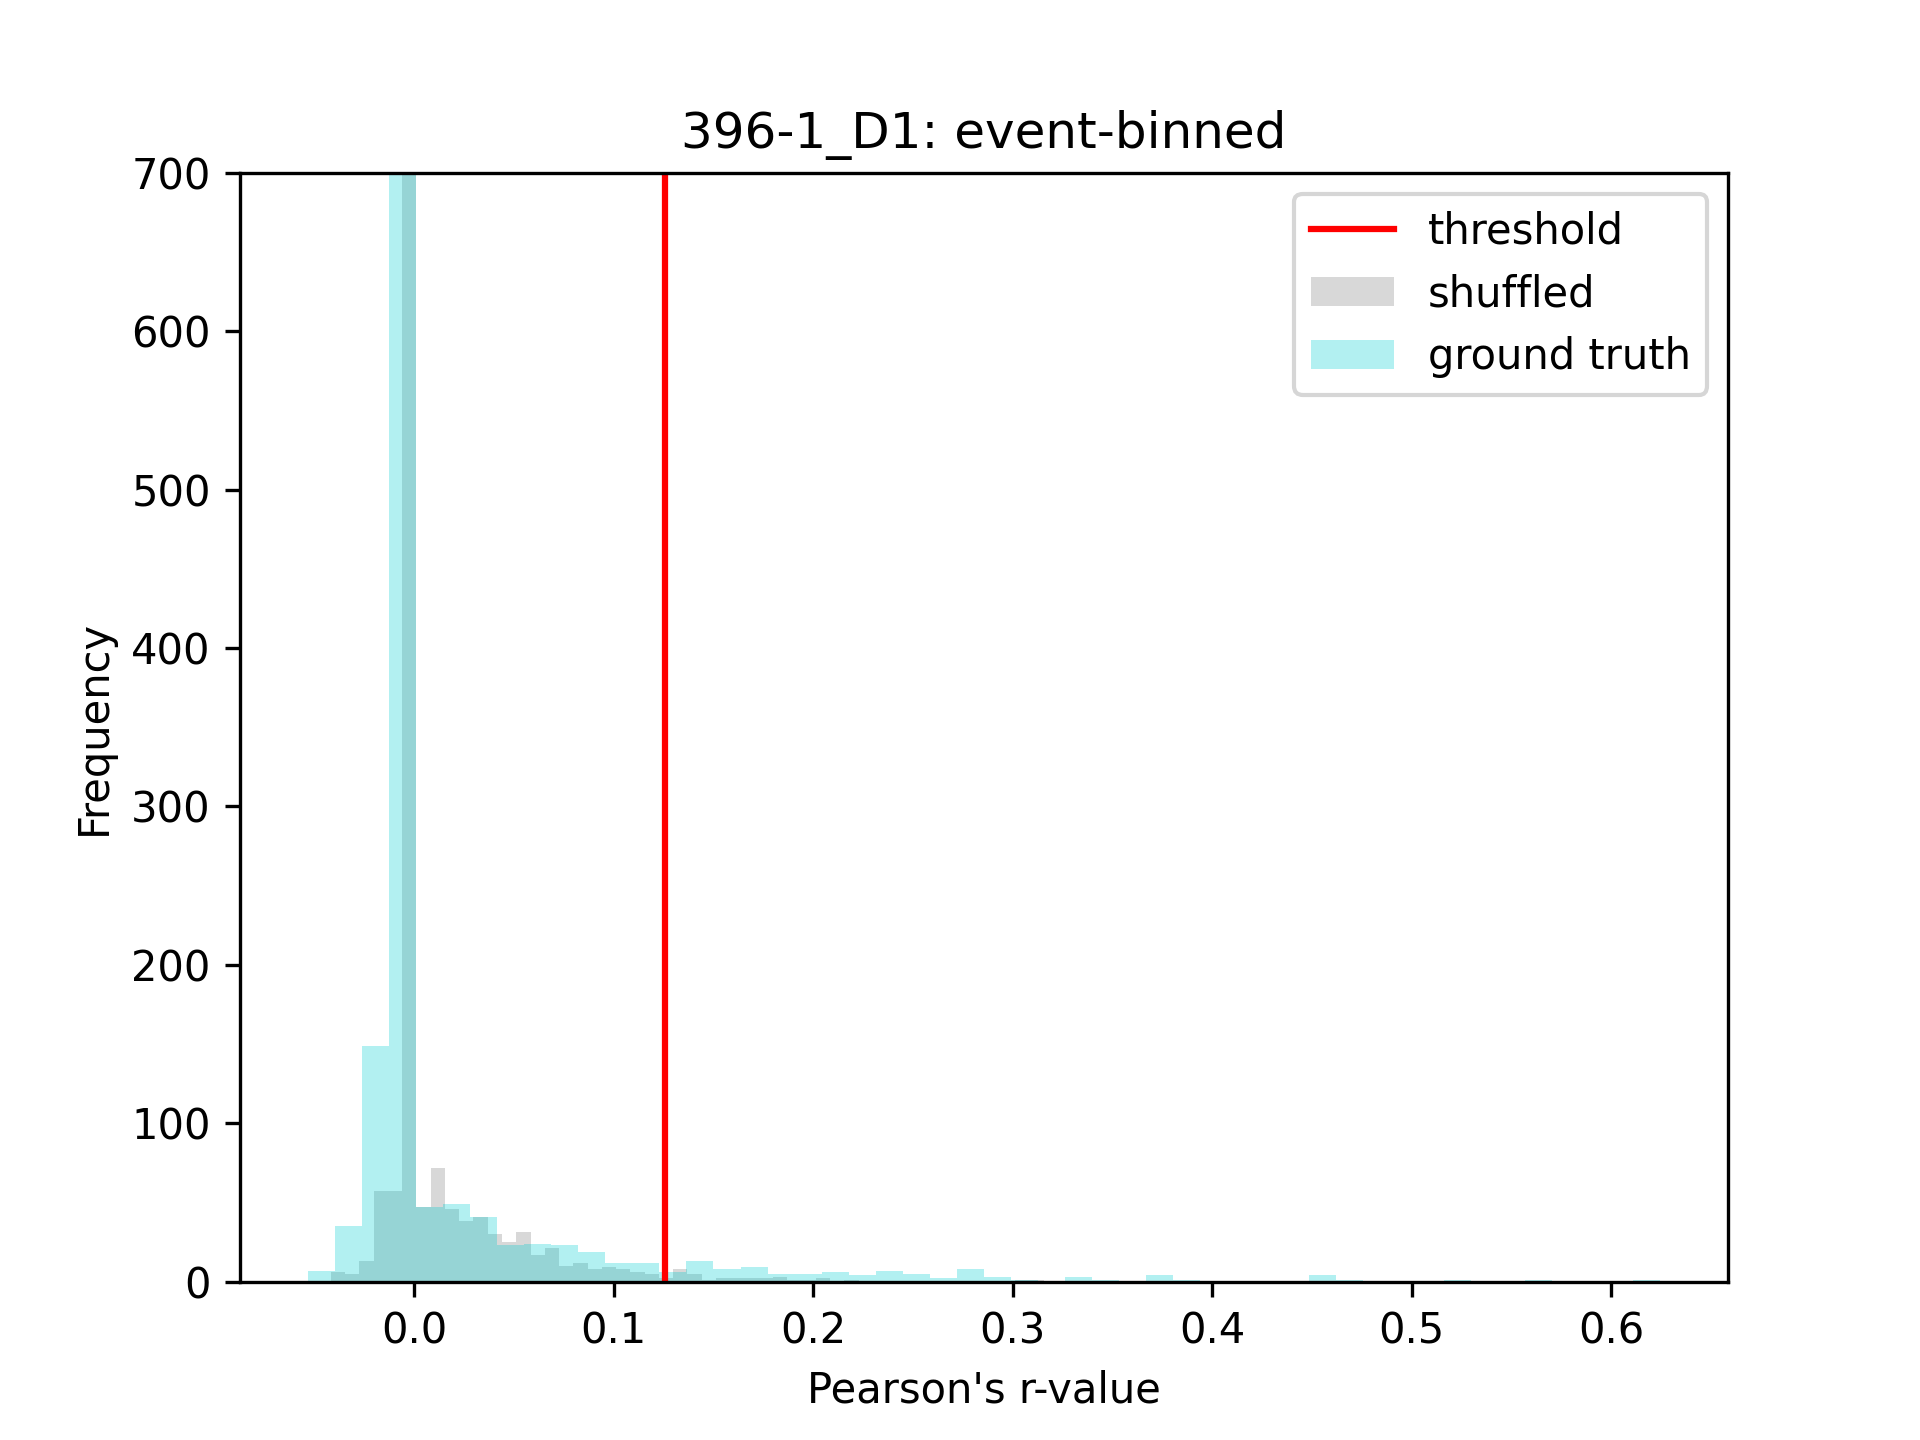 396-1_D1: event-binned
700
600
500
400
300
200
100
0
Frequency
threshold
shuffled
ground truth
0.0 0.1 0.2 0.3 0.4 0.5 0.6
Pearson's r-value